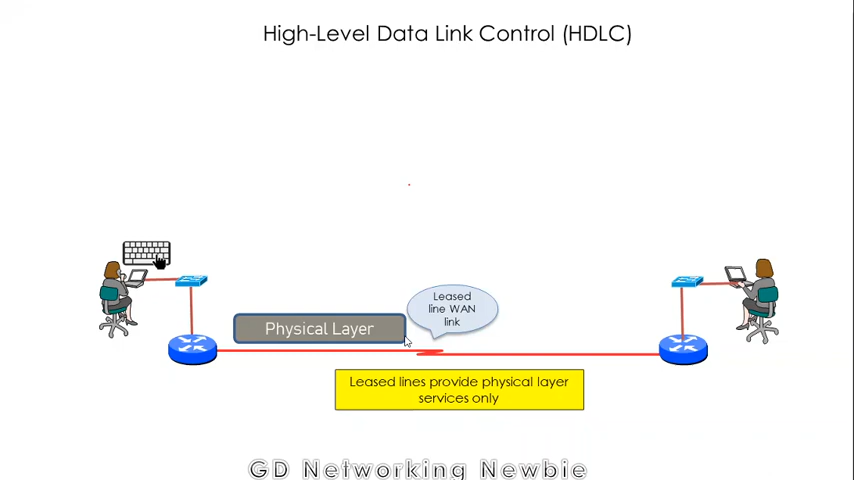 High-Level Data Link Control (HDLC)
Leased
line WAN
link
Physical Layer
Leased lines provide physical layer
services only
GD Networking Newbie